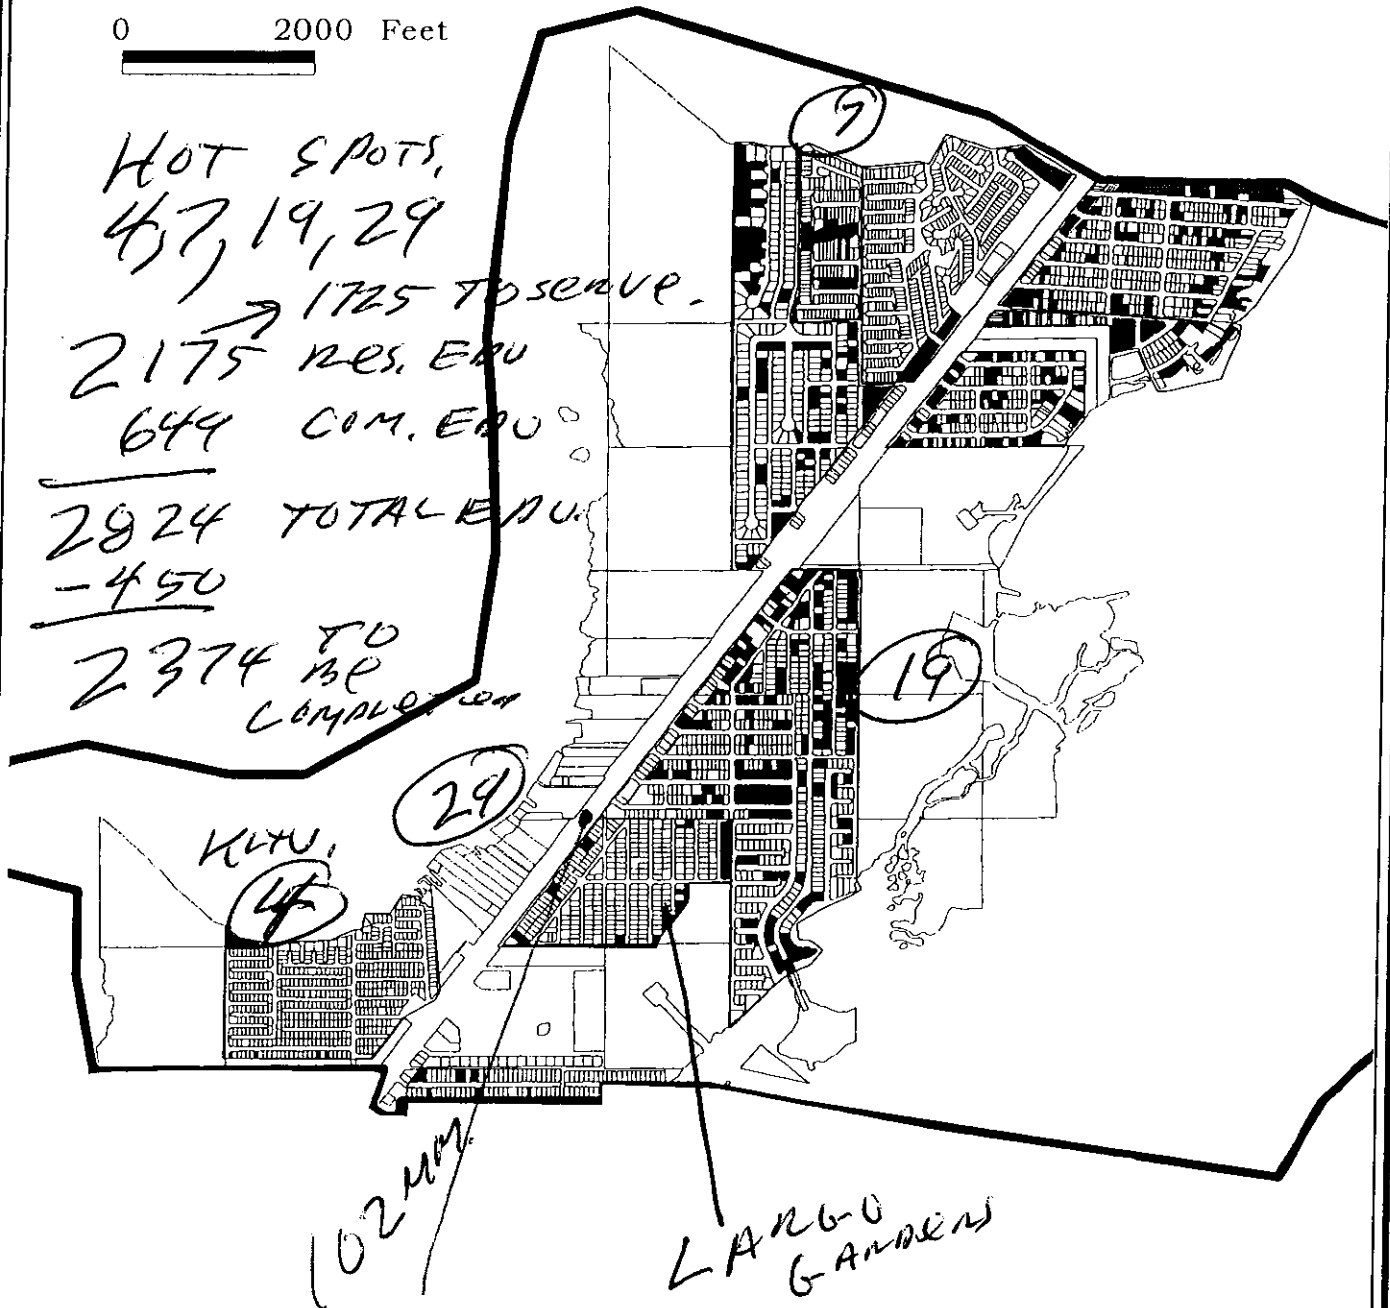 0 2000 Feet
HOT SPOTS,
4, 7, 19, 29
→ 1725 TO SERVE.
2175 RES. EDU
644 COM. EDU
2824 TOTAL EDU.
-450
2374 TO
BE
7
19
29
KLTV.
4
102 MM.
LARGO
GARDENS